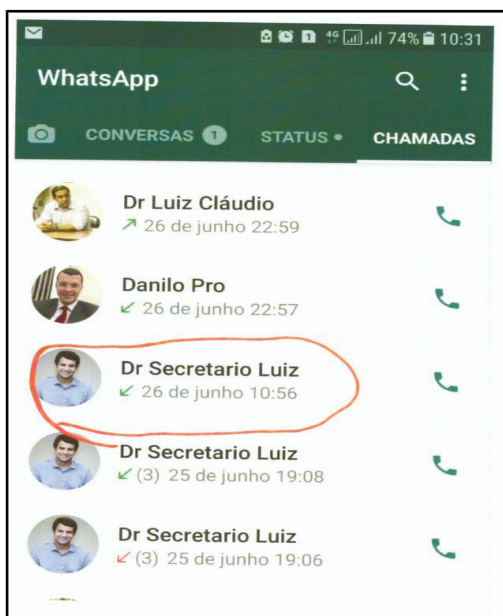 1 4G 74% 10:31
WhatsApp
CONVERSAS 1 STATUS • CHAMADAS
Dr Luiz Cláudio
↗ 26 de junho 22:59
Danilo Pro
↙ 26 de junho 22:57
Dr Secretario Luiz
↙ 26 de junho 10:56
Dr Secretario Luiz
↙ (3) 25 de junho 19:08
Dr Secretario Luiz
↙ (3) 25 de junho 19:06